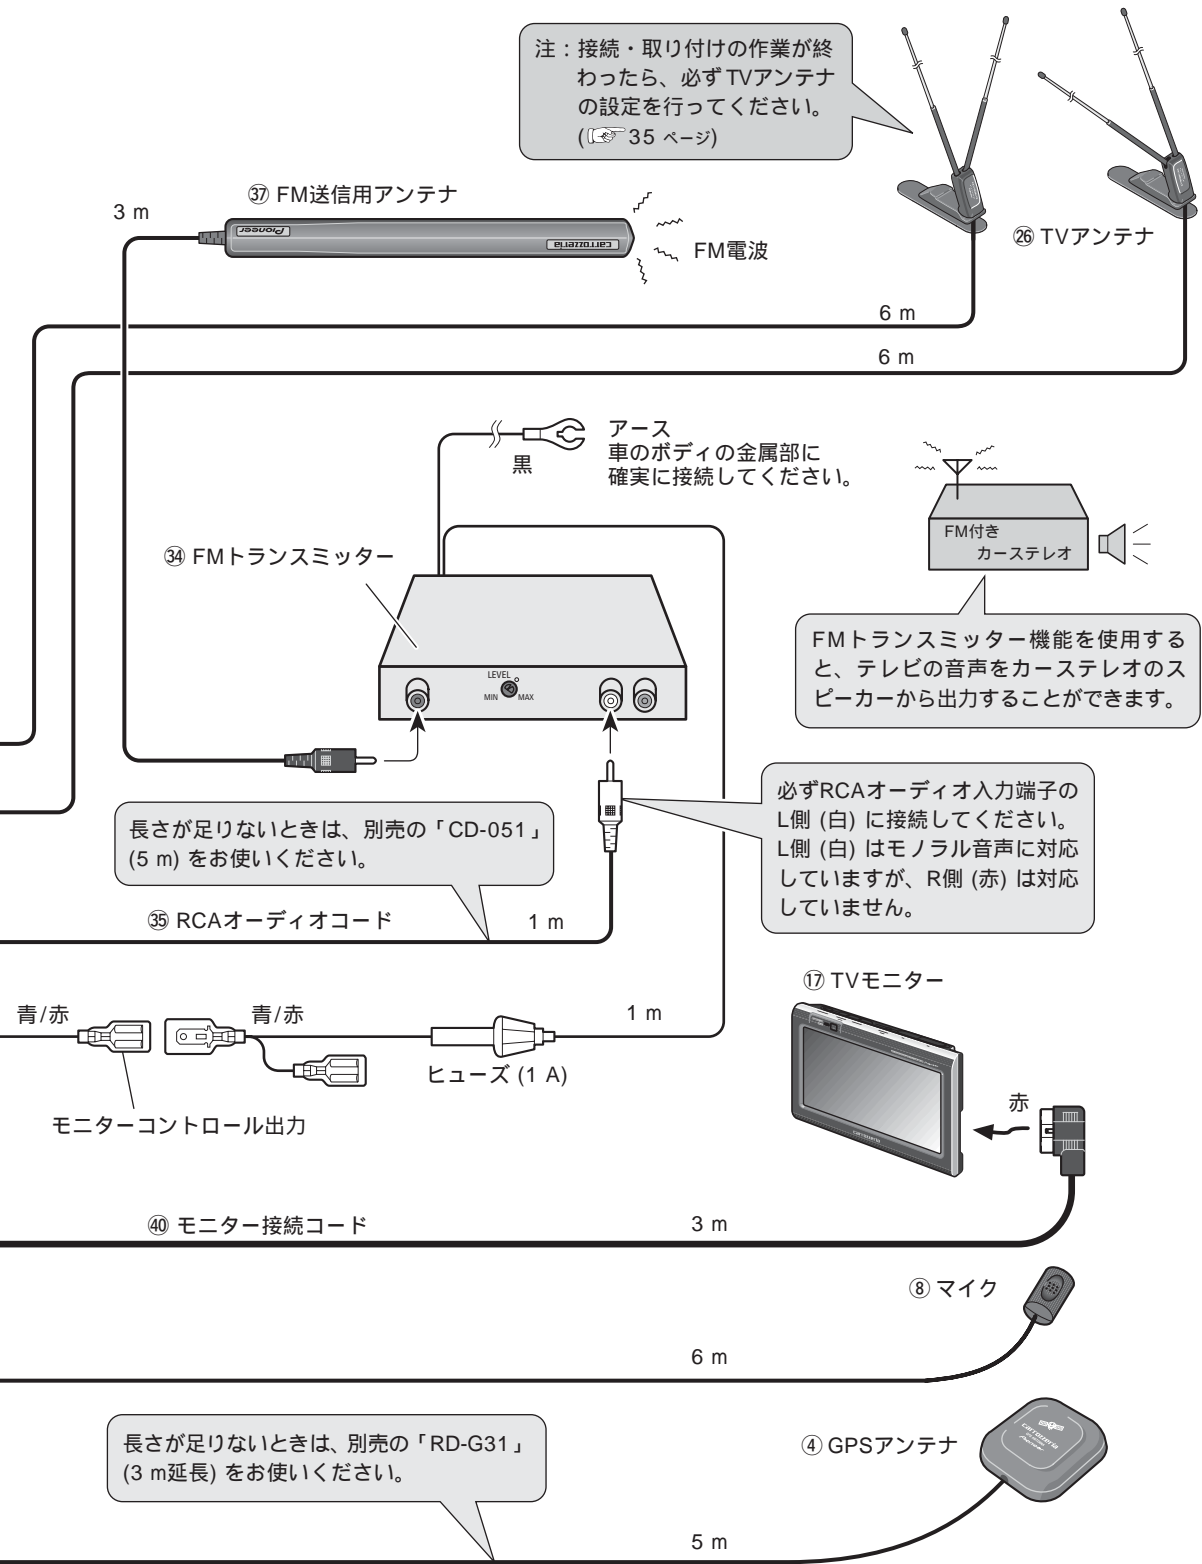 注：接続・取り付けの作業が終
わったら、必ずTVアンテナ
の設定を行ってください。
(☞ 35 ページ)
㊲ FM送信用アンテナ
3 m
Pioneer
carrozzeria
FM電波
㉖ TVアンテナ
6 m
6 m
アース
車のボディの金属部に
確実に接続してください。
黒
FM付き
カーステレオ
㉞ FMトランスミッター
FMトランスミッター機能を使用する
と、テレビの音声をカーステレオのス
ピーカーから出力することができます。
LEVEL
MIN
MAX
必ずRCAオーディオ入力端子の
L側 (白) に接続してください。
L側 (白) はモノラル音声に対応
していますが、R側 (赤) は対応
していません。
長さが足りないときは、別売の「CD-051」
(5 m) をお使いください。
㉟ RCAオーディオコード
1 m
⑰ TVモニター
青/赤
青/赤
1 m
ヒューズ (1 A)
モニターコントロール出力
carrozzeria
赤
㊵ モニター接続コード
3 m
⑧ マイク
6 m
長さが足りないときは、別売の「RD-G31」
(3 m延長) をお使いください。
④ GPSアンテナ
carrozzeria
Pioneer
5 m